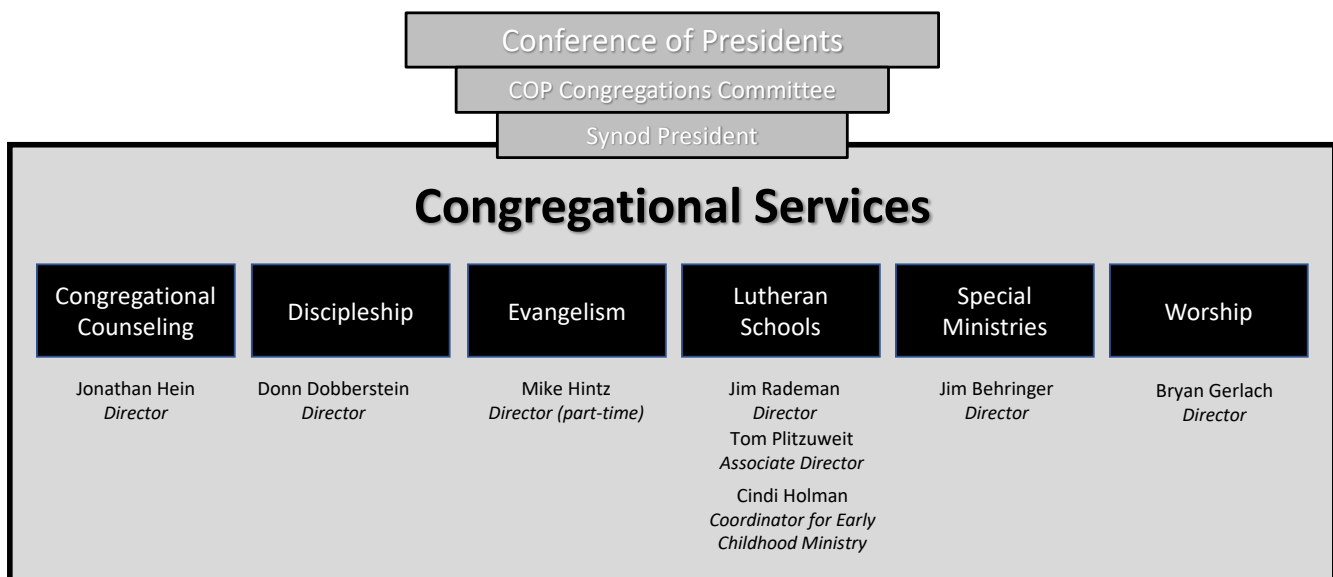 Conference of Presidents
COP Congregations Committee
Synod President
Congregational Services
Congregational
Counseling
Discipleship
Evangelism
Lutheran
Schools
Special
Ministries
Worship
Jonathan Hein
Director
Donn Dobberstein
Director
Mike Hintz
Director (part-time)
Jim Rademan
Director
Tom Plitzuweit
Associate Director
Cindi Holman
Coordinator for Early
Childhood Ministry
Jim Behringer
Director
Bryan Gerlach
Director